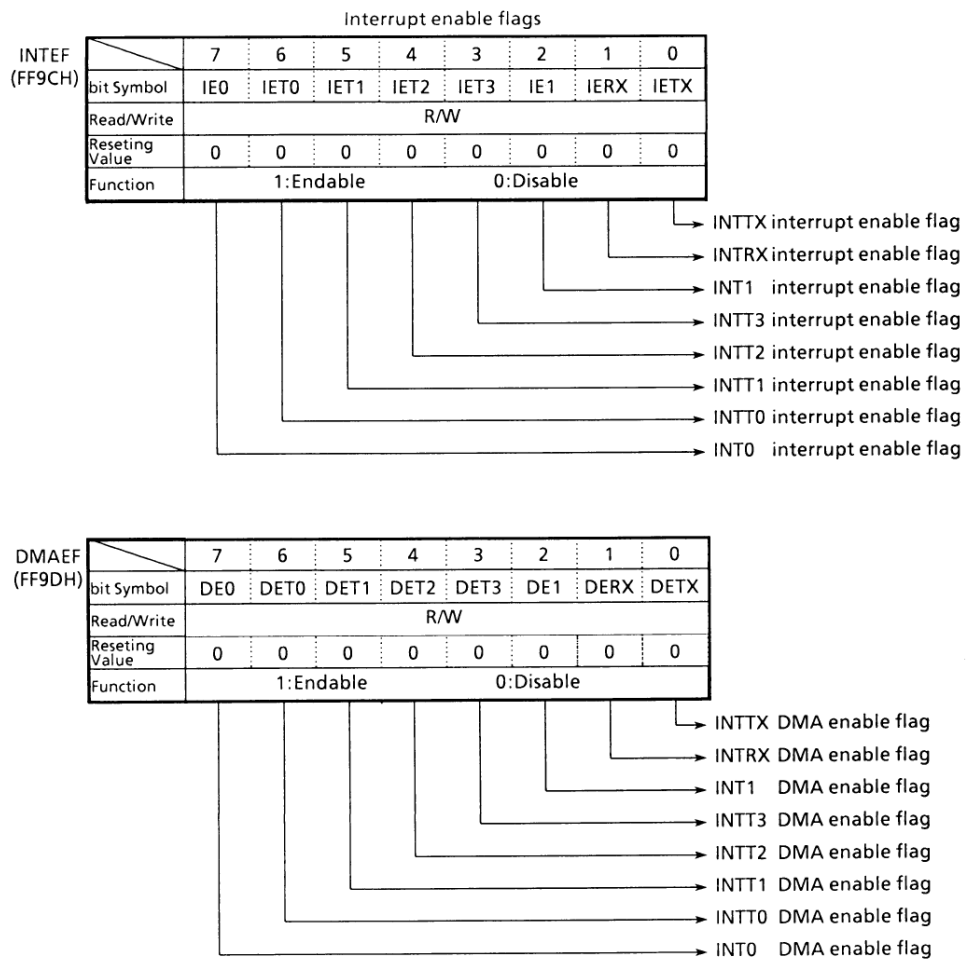 Interrupt enable flags
INTEF
(FF9CH)
7 6 5 4 3 2 1 0
bit Symbol IE0 IET0 IET1 IET2 IET3 IE1 IERX IETX
Read/Write R/W
Reseting
Value 0 0 0 0 0 0 0 0
Function 1:Endable 0:Disable
INTTX interrupt enable flag
INTRX interrupt enable flag
INT1 interrupt enable flag
INTT3 interrupt enable flag
INTT2 interrupt enable flag
INTT1 interrupt enable flag
INTT0 interrupt enable flag
INT0 interrupt enable flag
DMAEF
(FF9DH)
7 6 5 4 3 2 1 0
bit Symbol DE0 DET0 DET1 DET2 DET3 DE1 DERX DETX
Read/Write R/W
Reseting
Value 0 0 0 0 0 0 0 0
Function 1:Endable 0:Disable
INTTX DMA enable flag
INTRX DMA enable flag
INT1 DMA enable flag
INTT3 DMA enable flag
INTT2 DMA enable flag
INTT1 DMA enable flag
INTT0 DMA enable flag
INT0 DMA enable flag